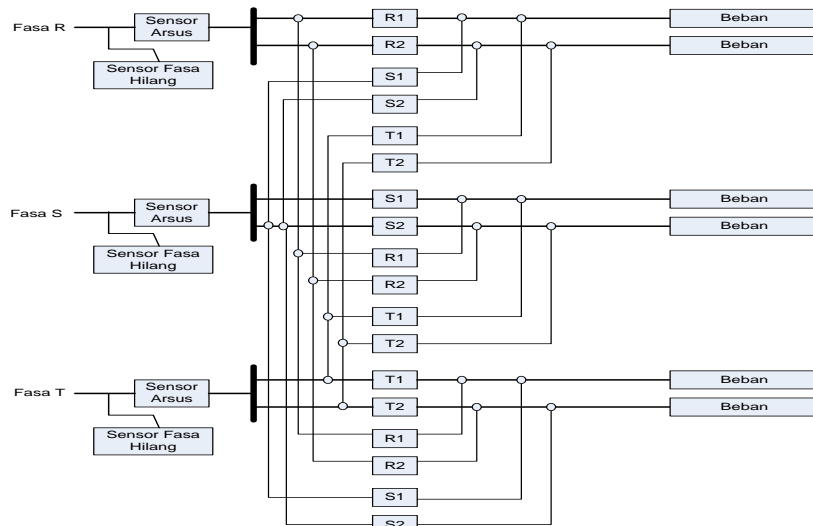 Fasa R
Sensor
Arsus
Sensor Fasa
Hilang
R1
R2
S1
S2
T1
T2
Beban
Beban
Fasa S
Sensor
Arsus
Sensor Fasa
Hilang
S1
S2
R1
R2
T1
T2
Beban
Beban
Fasa T
Sensor
Arsus
Sensor Fasa
Hilang
T1
T2
R1
R2
S1
S2
Beban
Beban